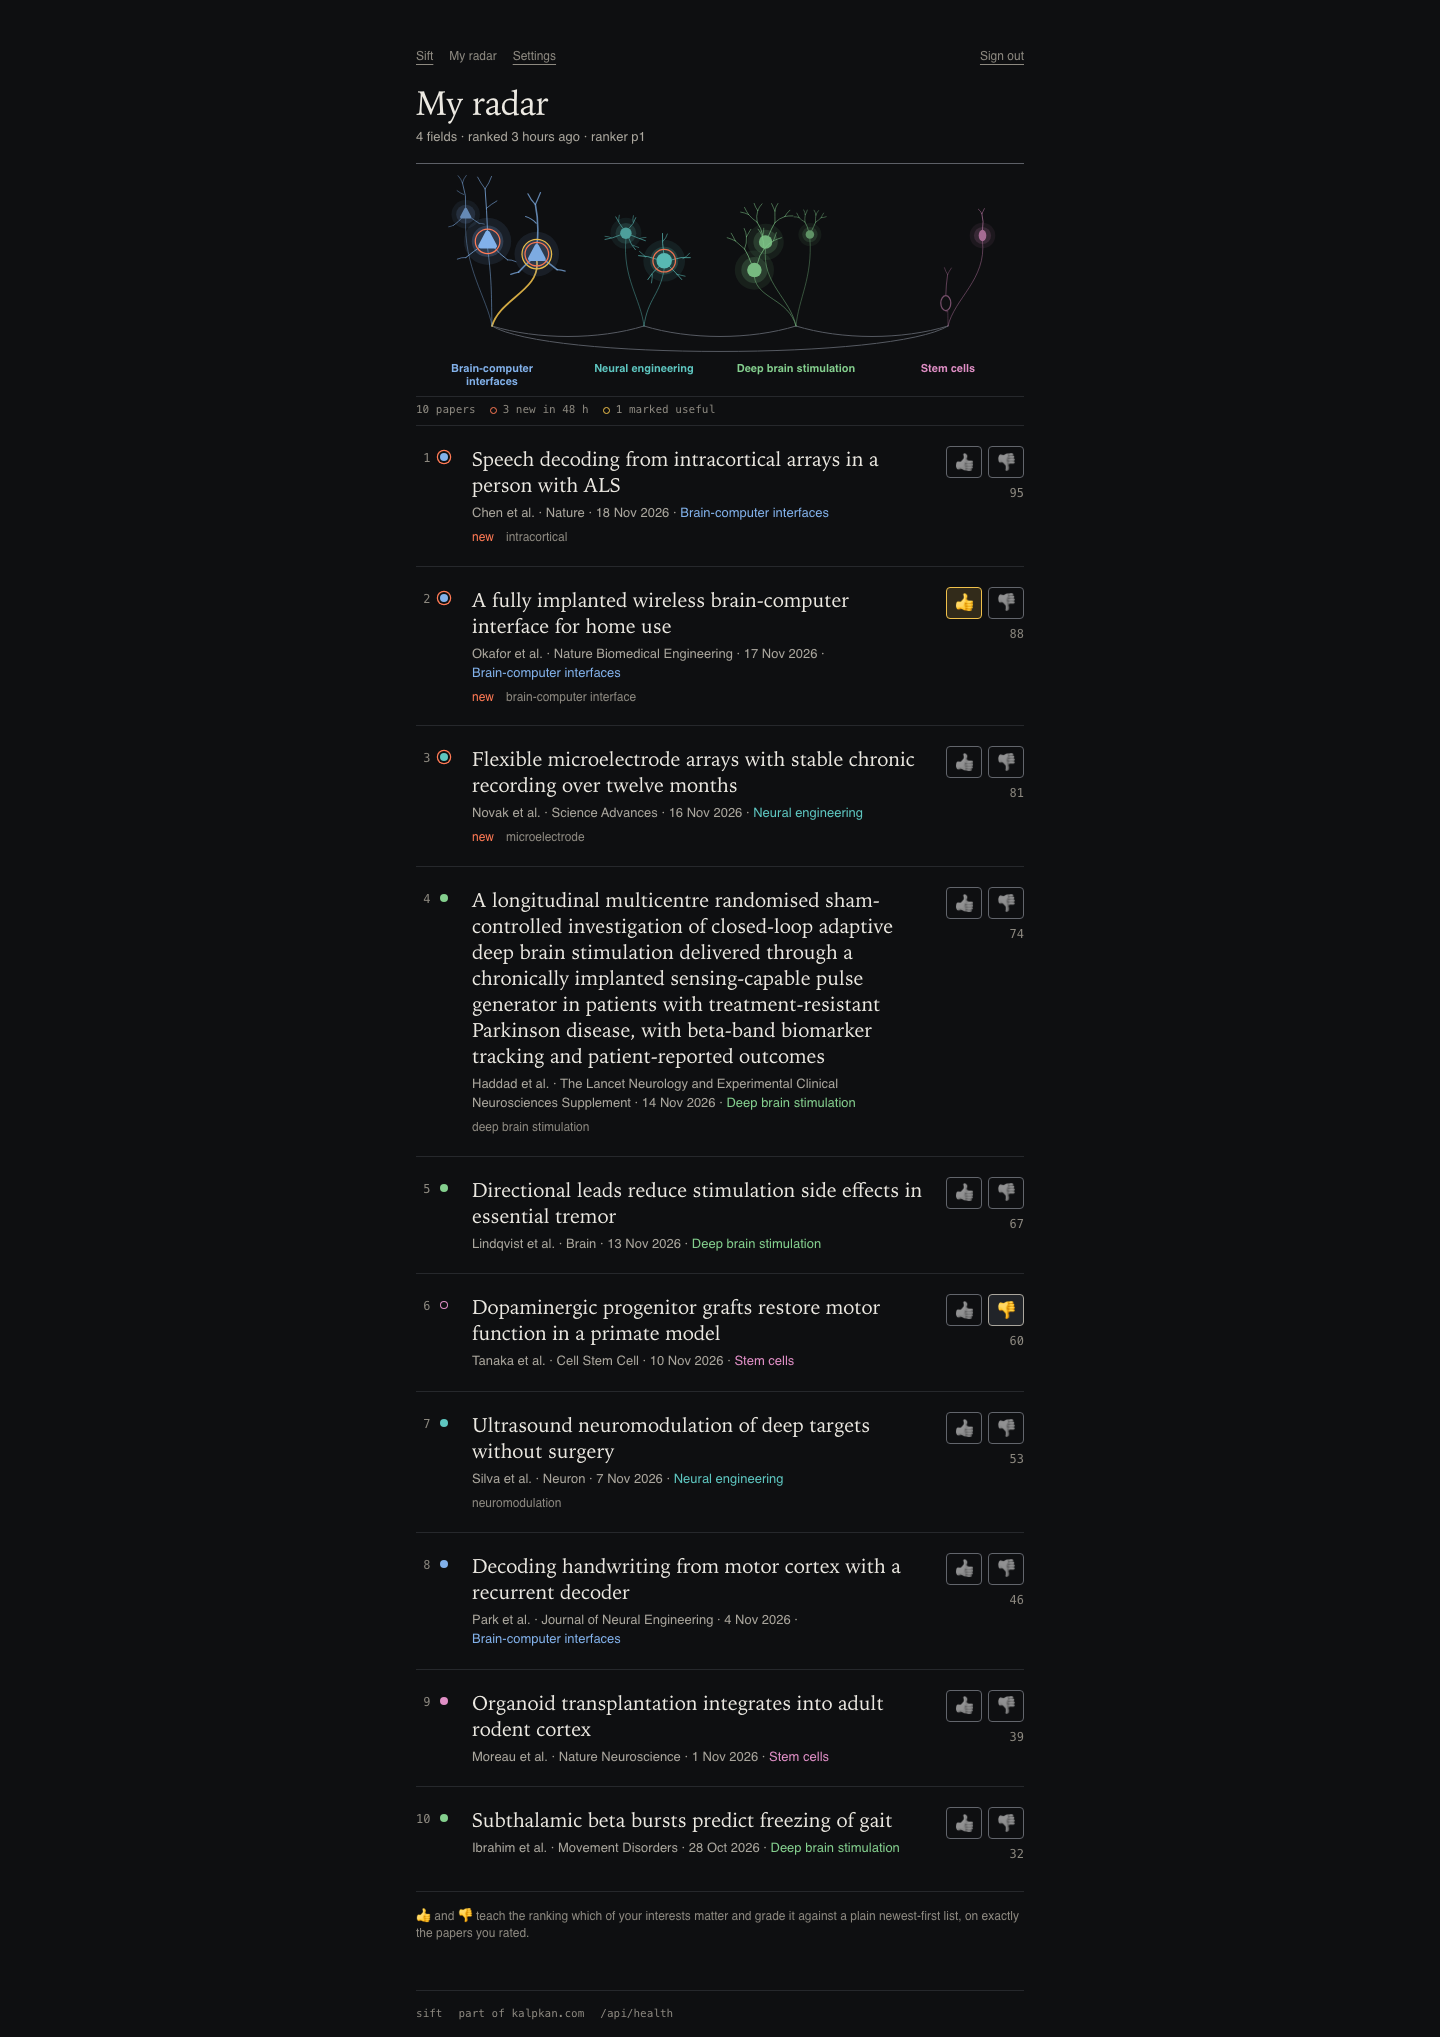 Sift My radar Settings Sign out
My radar
4 fields · ranked 3 hours ago · ranker p1
Brain-computer
interfaces
Neural engineering
Deep brain stimulation
Stem cells
10 papers 3 new in 48 h 1 marked useful
1 Speech decoding from intracortical arrays in a
person with ALS
95
Chen et al. · Nature · 18 Nov 2026 · Brain-computer interfaces
new intracortical
2 A fully implanted wireless brain-computer
interface for home use
88
Okafor et al. · Nature Biomedical Engineering · 17 Nov 2026 ·
Brain-computer interfaces
new brain-computer interface
3 Flexible microelectrode arrays with stable chronic
recording over twelve months
81
Novak et al. · Science Advances · 16 Nov 2026 · Neural engineering
new microelectrode
4 A longitudinal multicentre randomised sham-
controlled investigation of closed-loop adaptive
74
deep brain stimulation delivered through a
chronically implanted sensing-capable pulse
generator in patients with treatment-resistant
Parkinson disease, with beta-band biomarker
tracking and patient-reported outcomes
Haddad et al. · The Lancet Neurology and Experimental Clinical
Neurosciences Supplement · 14 Nov 2026 · Deep brain stimulation
deep brain stimulation
5 Directional leads reduce stimulation side effects in
essential tremor
67
Lindqvist et al. · Brain · 13 Nov 2026 · Deep brain stimulation
6 Dopaminergic progenitor grafts restore motor
function in a primate model
60
Tanaka et al. · Cell Stem Cell · 10 Nov 2026 · Stem cells
7 Ultrasound neuromodulation of deep targets
without surgery
53
Silva et al. · Neuron · 7 Nov 2026 · Neural engineering
neuromodulation
8 Decoding handwriting from motor cortex with a
recurrent decoder
46
Park et al. · Journal of Neural Engineering · 4 Nov 2026 ·
Brain-computer interfaces
9 Organoid transplantation integrates into adult
rodent cortex
39
Moreau et al. · Nature Neuroscience · 1 Nov 2026 · Stem cells
10 Subthalamic beta bursts predict freezing of gait
Ibrahim et al. · Movement Disorders · 28 Oct 2026 · Deep brain stimulation
32
👍 and 👎 teach the ranking which of your interests matter and grade it against a plain newest-first list, on exactly
the papers you rated.
sift part of kalpkan.com /api/health